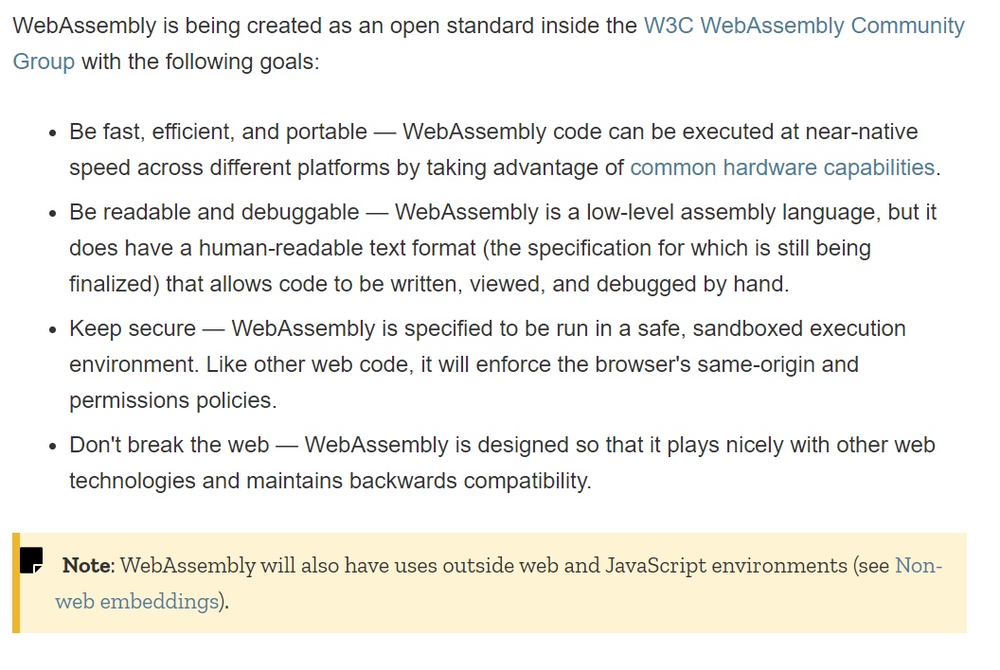 WebAssembly is being created as an open standard inside the W3C WebAssembly Community
Group with the following goals:
• Be fast, efficient, and portable — WebAssembly code can be executed at near-native
speed across different platforms by taking advantage of common hardware capabilities.
• Be readable and debuggable — WebAssembly is a low-level assembly language, but it
does have a human-readable text format (the specification for which is still being
finalized) that allows code to be written, viewed, and debugged by hand.
• Keep secure — WebAssembly is specified to be run in a safe, sandboxed execution
environment. Like other web code, it will enforce the browser's same-origin and
permissions policies.
• Don't break the web — WebAssembly is designed so that it plays nicely with other web
technologies and maintains backwards compatibility.
Note: WebAssembly will also have uses outside web and JavaScript environments (see Non-
web embeddings).